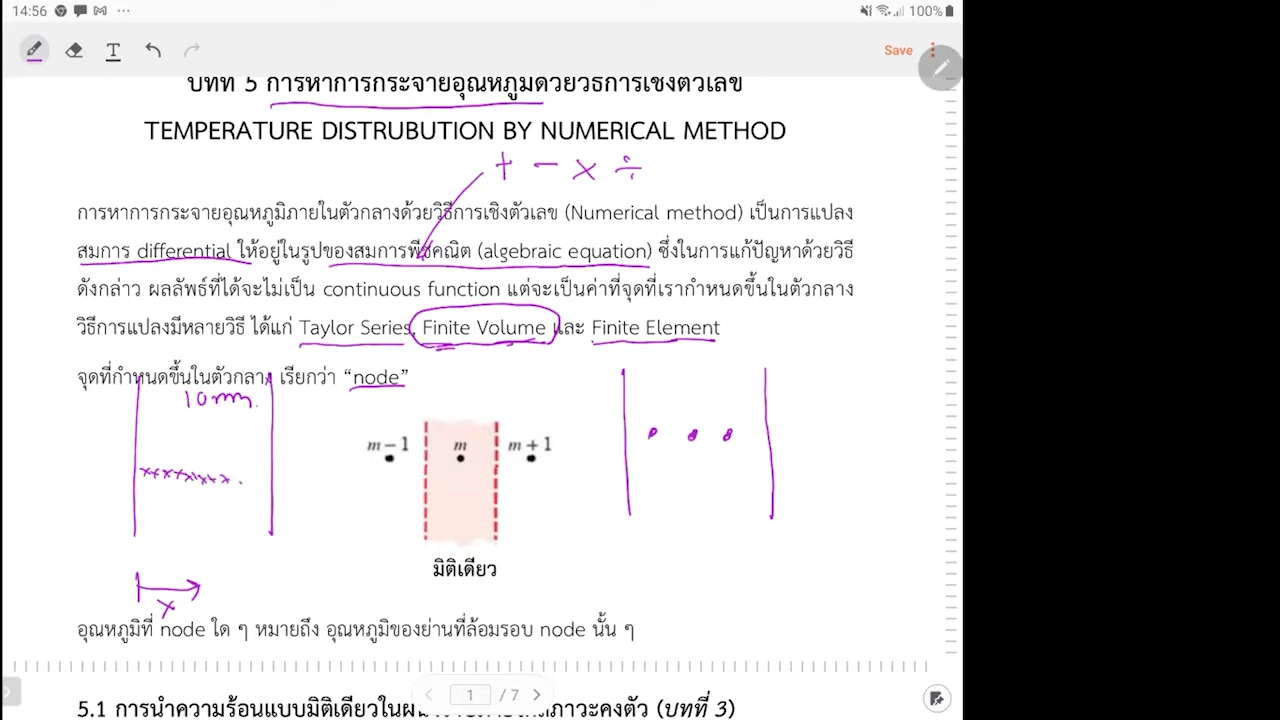 14:56 100%
T Save
บทที่ 5 การหาการกระจายอุณหภูมิด้วยวิธีการเชิงตัวเลข
TEMPERATURE DISTRUBUTION BY NUMERICAL METHOD
+ - x ÷
การหาการกระจายอุณหภูมิภายในตัวกลางด้วยวิธีการเชิงตัวเลข (Numerical method) เป็นการแปลง
สมการ differential ให้อยู่ในรูปของสมการพีชคณิต (algebraic equation) ซึ่งในการแก้ปัญหาด้วยวิธี
ดังกล่าว ผลลัพธ์ที่ได้จะไม่เป็น continuous function แต่จะเป็นค่าที่จุดที่เรากำหนดขึ้นในตัวกลาง
วิธีการแปลงมีหลายวิธี ได้แก่ Taylor Series, Finite Volume และ Finite Element
จุดที่กำหนดขึ้นในตัวกลาง เรียกว่า “node”
10 mm.
m − 1 m m + 1
มิติเดียว
x
อุณหภูมิที่ node ใด ๆ หมายถึง อุณหภูมิของย่านที่ล้อมรอบ node นั้น ๆ
1 / 7
5.1 การนำความร้อนแบบมิติเดียวใน (บทที่ 3)